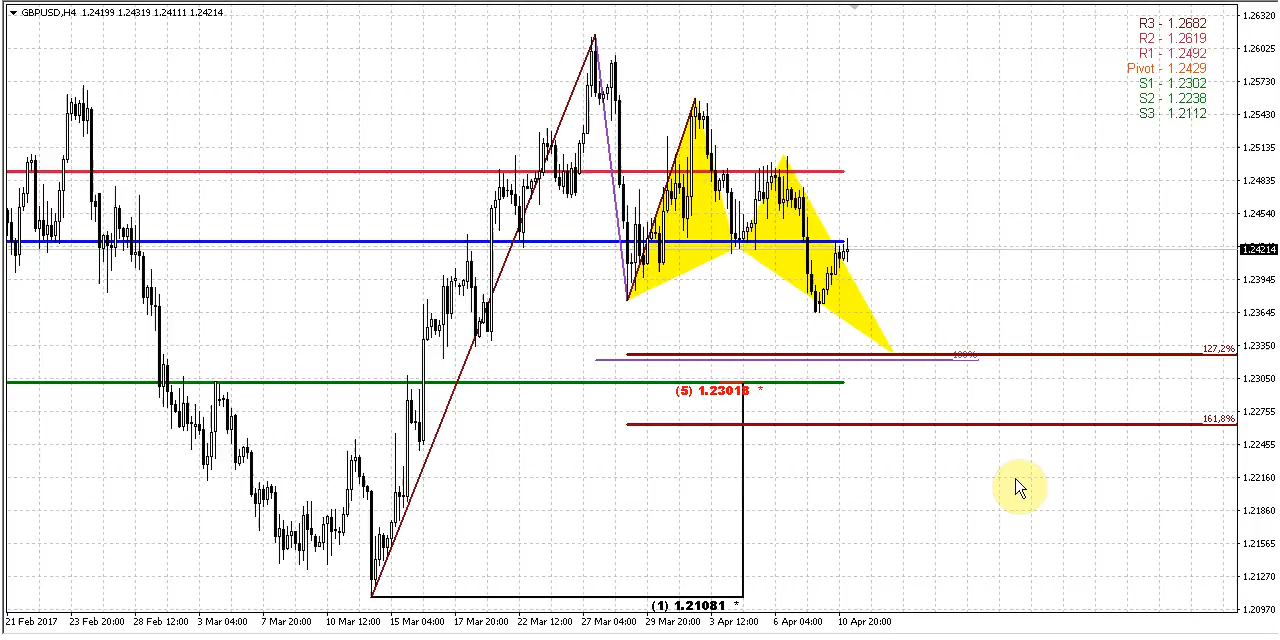 GBPUSD,H4 1.24199 1.24319 1.24111 1.24214
R3 - 1.2682
R2 - 1.2619
R1 - 1.2492
Pivot - 1.2429
S1 - 1.2302
S2 - 1.2238
S3 - 1.2112
1.26320
1.26025
1.25730
1.25430
1.25135
1.24835
1.24540
1.24214
1.23945
1.23645
1.23350
1.23050
1.22755
1.22455
1.22160
1.21860
1.21565
1.21270
1.20970
127,2%
100%
(5) 1.23018 *
161,8%
(1) 1.21081 *
21 Feb 2017 23 Feb 20:00 28 Feb 12:00 3 Mar 04:00 7 Mar 20:00 10 Mar 12:00 15 Mar 04:00 17 Mar 20:00 22 Mar 12:00 27 Mar 04:00 29 Mar 20:00 3 Apr 12:00 6 Apr 04:00 10 Apr 20:00